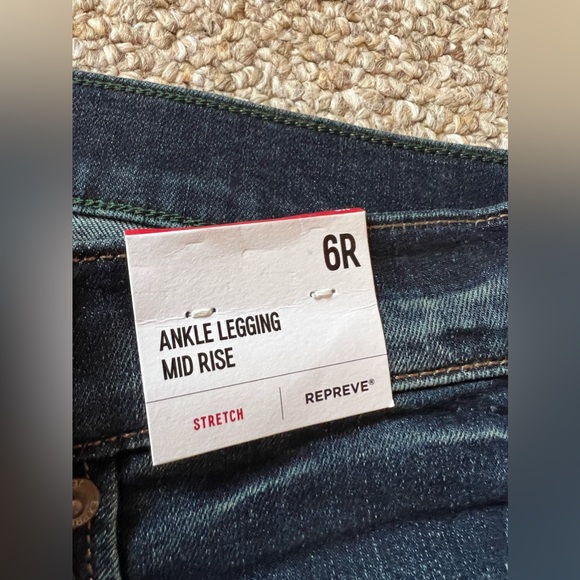 6R
ANKLE LEGGING
MID RISE
STRETCH
REPREVE®